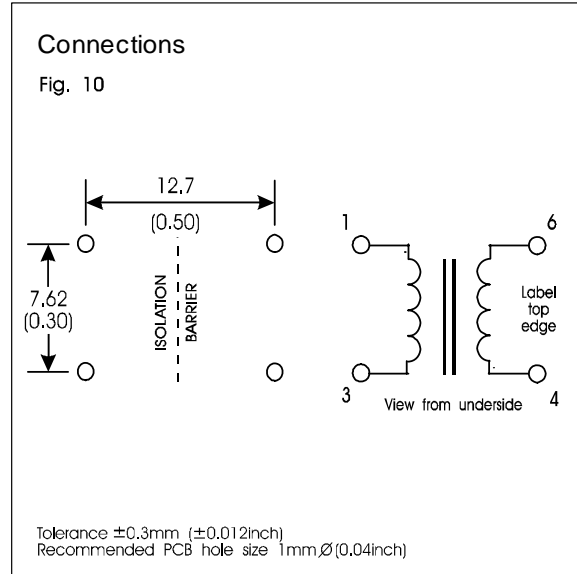 Connections
Fig. 10
12.7
(0.50)
7.62
(0.30)
ISOLATION
BARRIER
1
6
3
4
Label
top
edge
View from underside
Tolerance ±0.3mm (±0.012inch)
Recommended PCB hole size 1mmØ(0.04inch)